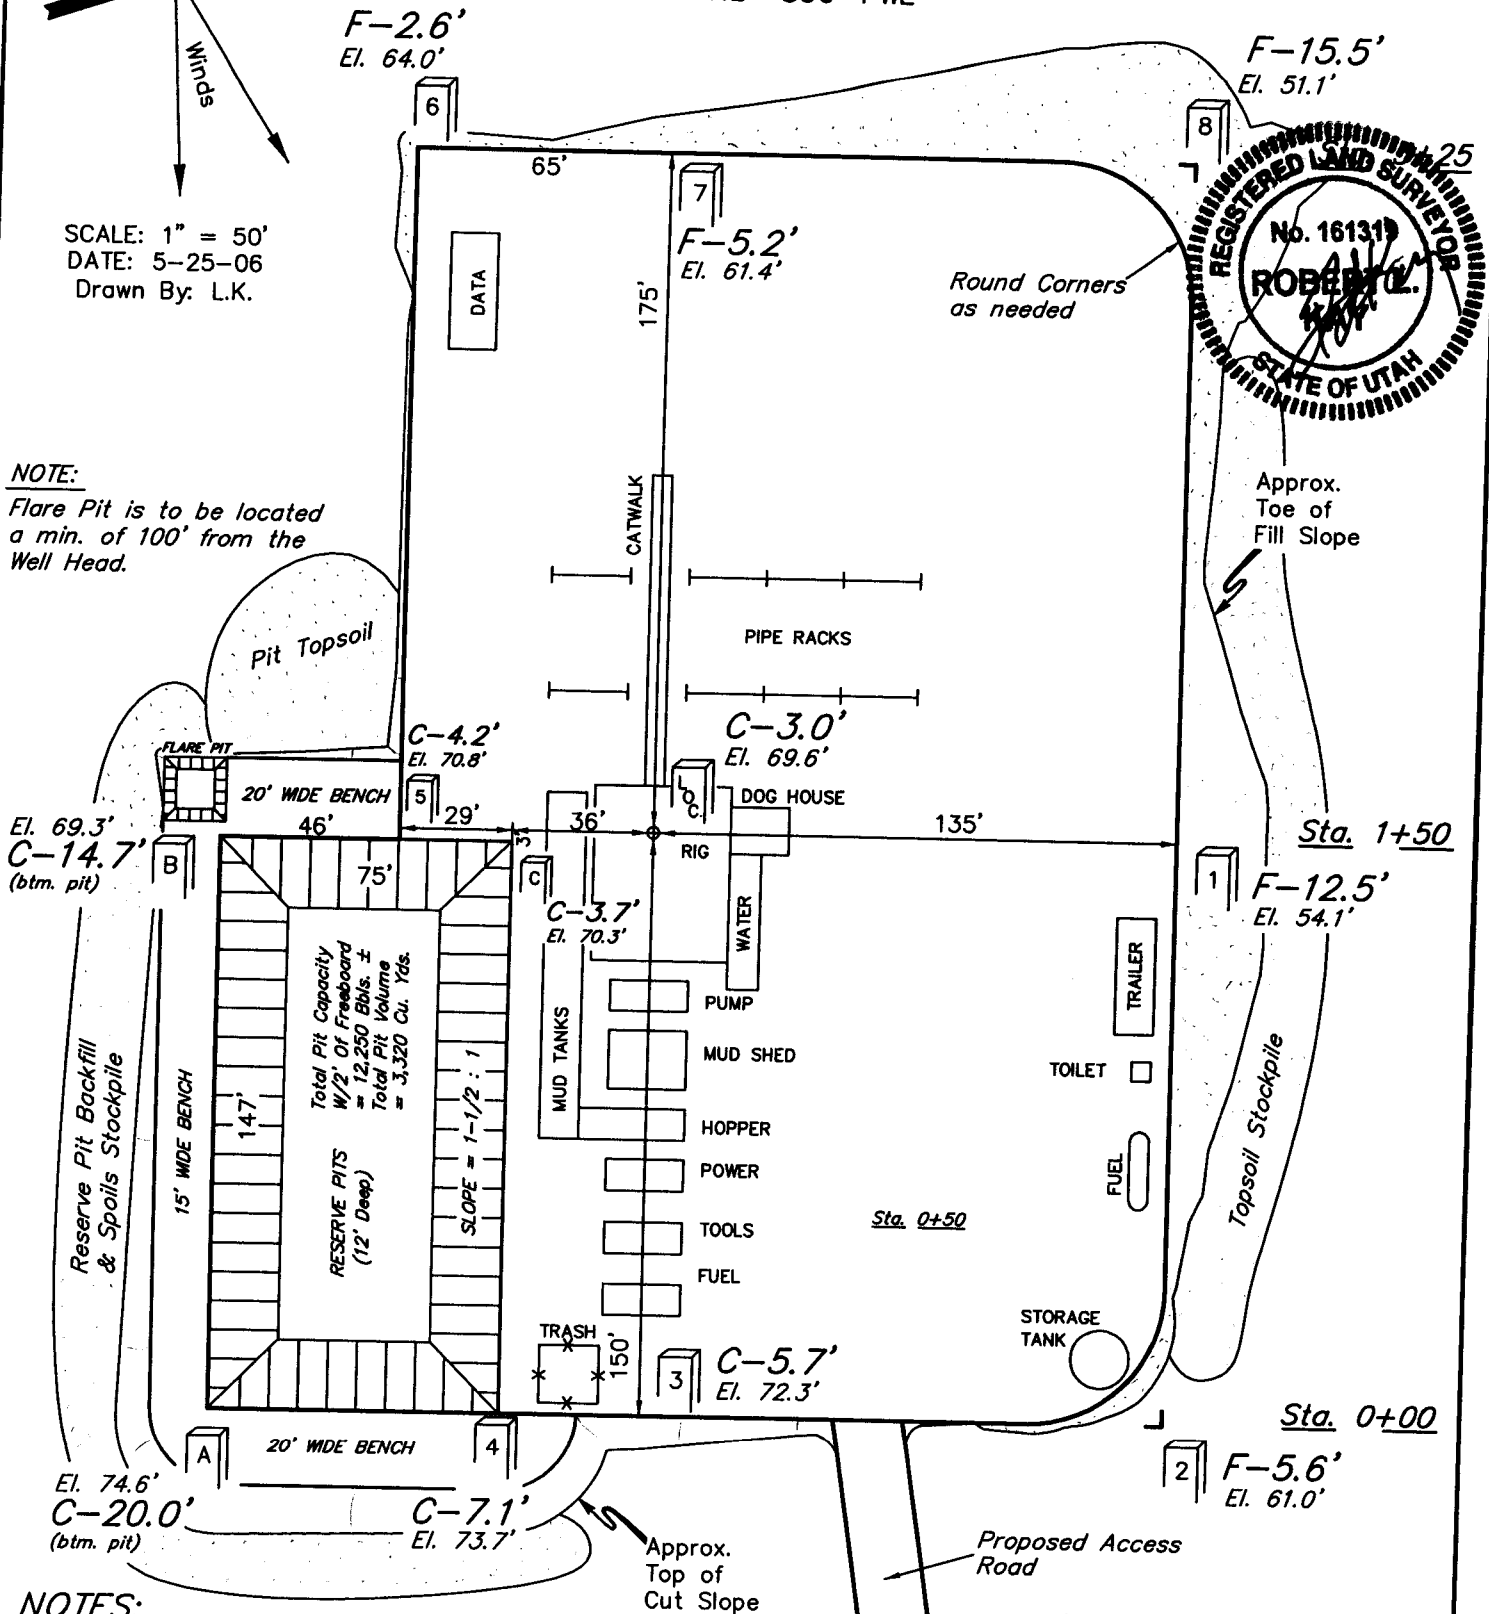 F-2.6'
El. 64.0'
Winds
F-15.5'
El. 51.1'
6
8
65'
7
F-5.2'
El. 61.4'
175'
SCALE: 1" = 50'
DATE: 5-25-06
Drawn By: L.K.
DATA
Round Corners
as needed
REGISTERED LAND SURVEYOR
No. 161319
ROBERT L.
KAY
STATE OF UTAH
NOTE:
Flare Pit is to be located
a min. of 100' from the
Well Head.
CATWALK
Approx.
Toe of
Fill Slope
Pit Topsoil
PIPE RACKS
C-4.2'
El. 70.8'
C-3.0'
El. 69.6'
FLARE PIT
20' WIDE BENCH
5
LOC.
DOG HOUSE
El. 69.3'
C-14.7'
(btm. pit)
B
46'
29'
3'
36'
RIG
135'
Sta. 1+50
75'
C
C-3.7'
El. 70.3'
WATER
1
F-12.5'
El. 54.1'
TRAILER
Total Pit Capacity
W/2' Of Freeboard
= 12,250 Bbls. ±
Total Pit Volume
= 3,320 Cu. Yds.
PUMP
MUD TANKS
MUD SHED
TOILET
Reserve Pit Backfill
& Spoils Stockpile
15' WIDE BENCH
147'
RESERVE PITS
(12' Deep)
SLOPE = 1-1/2 : 1
HOPPER
POWER
FUEL
Topsoil Stockpile
TOOLS
Sta. 0+50
FUEL
TRASH
150'
3
C-5.7'
El. 72.3'
STORAGE
TANK
Sta. 0+00
A
20' WIDE BENCH
4
2
F-5.6'
El. 61.0'
El. 74.6'
C-20.0'
(btm. pit)
C-7.1'
El. 73.7'
Approx.
Top of
Cut Slope
Proposed Access
Road
NOTES: